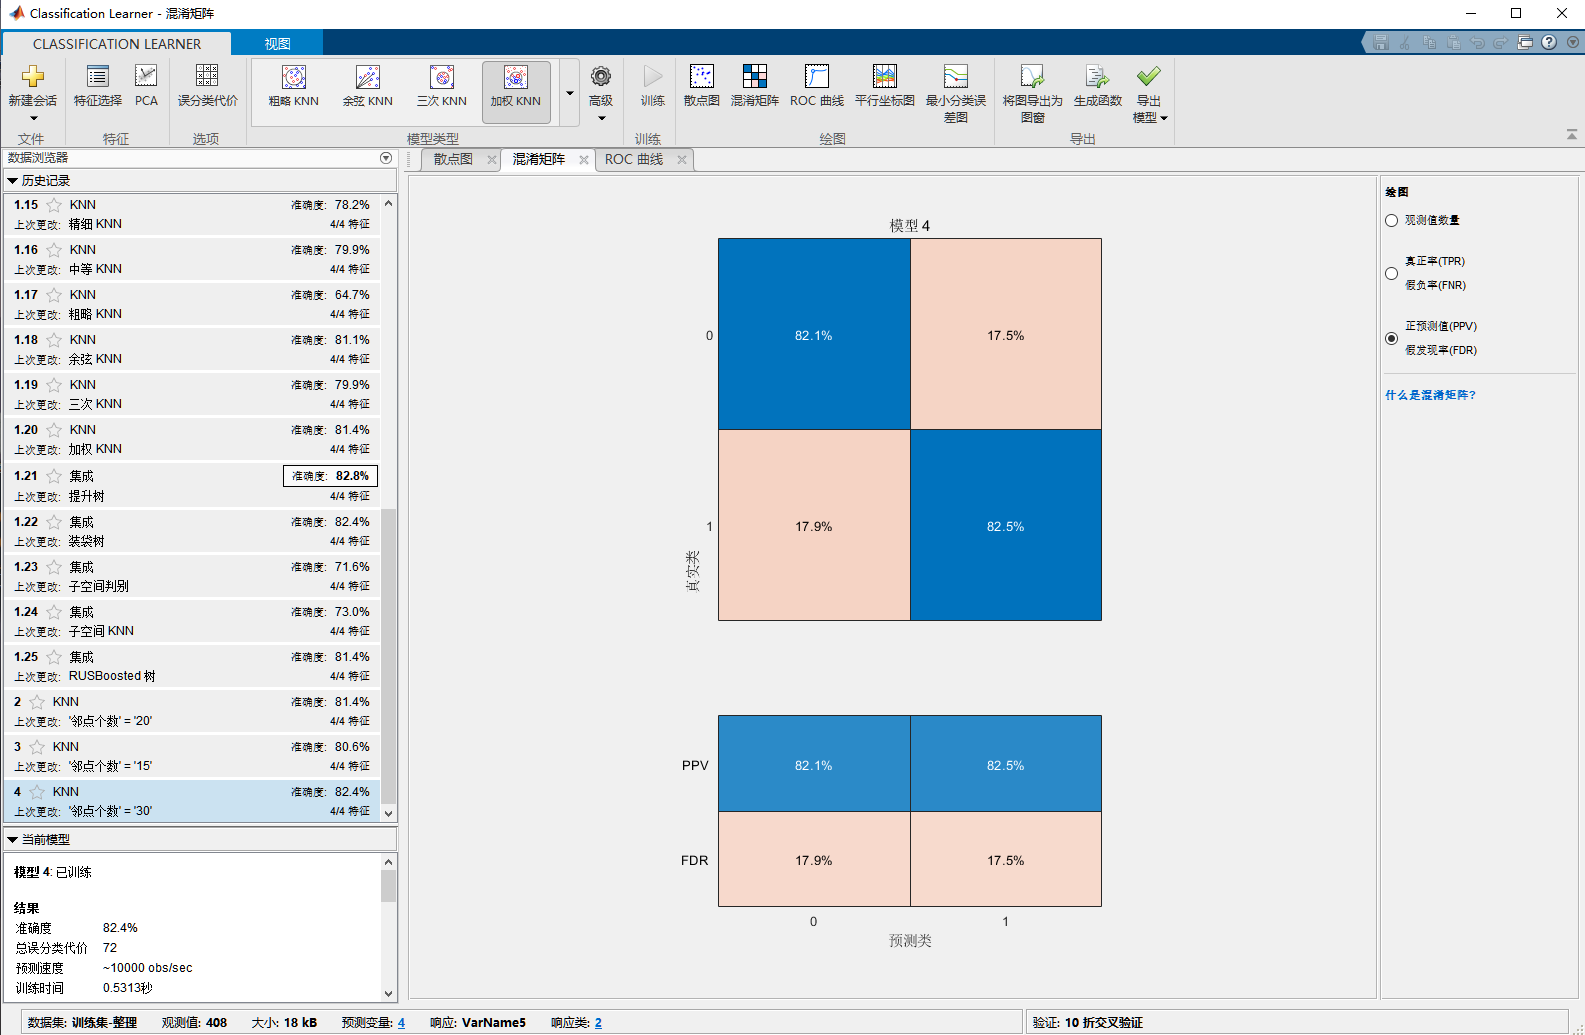 Classification Learner - 混淆矩阵
CLASSIFICATION LEARNER
视图
新建会话
特征选择
PCA
误分类代价
粗略 KNN
余弦 KNN
三次 KNN
加权 KNN
高级
训练
散点图
混淆矩阵
ROC 曲线
平行坐标图
最小分类误
差图
将图导出为
图窗
生成函数
导出
模型
文件
特征
选项
模型类型
训练
绘图
导出
数据浏览器
历史记录
1.15 KNN 准确度: 78.2%
上次更改: 精细 KNN 4/4 特征
1.16 KNN 准确度: 79.9%
上次更改: 中等 KNN 4/4 特征
1.17 KNN 准确度: 64.7%
上次更改: 粗略 KNN 4/4 特征
1.18 KNN 准确度: 81.1%
上次更改: 余弦 KNN 4/4 特征
1.19 KNN 准确度: 79.9%
上次更改: 三次 KNN 4/4 特征
1.20 KNN 准确度: 81.4%
上次更改: 加权 KNN 4/4 特征
1.21 集成 准确度: 82.8%
上次更改: 提升树 4/4 特征
1.22 集成 准确度: 82.4%
上次更改: 装袋树 4/4 特征
1.23 集成 准确度: 71.6%
上次更改: 子空间判别 4/4 特征
1.24 集成 准确度: 73.0%
上次更改: 子空间 KNN 4/4 特征
1.25 集成 准确度: 81.4%
上次更改: RUSBoosted 树 4/4 特征
2 KNN 准确度: 81.4%
上次更改: '邻点个数' = '20' 4/4 特征
3 KNN 准确度: 80.6%
上次更改: '邻点个数' = '15' 4/4 特征
4 KNN 准确度: 82.4%
上次更改: '邻点个数' = '30' 4/4 特征
当前模型
模型 4: 已训练
结果
准确度 82.4%
总误分类代价 72
预测速度 ~10000 obs/sec
训练时间 0.5313秒
散点图
混淆矩阵
ROC 曲线
模型 4
0 82.1% 17.5%
1 17.9% 82.5%
真实类
PPV 82.1% 82.5%
FDR 17.9% 17.5%
0 1
预测类
绘图
观测值数量
真正率(TPR)
假负率(FNR)
正预测值(PPV)
假发现率(FDR)
什么是混淆矩阵?
数据集: 训练集-整理 观测值: 408 大小: 18 kB 预测变量: 4 响应: VarName5 响应类: 2
验证: 10 折交叉验证